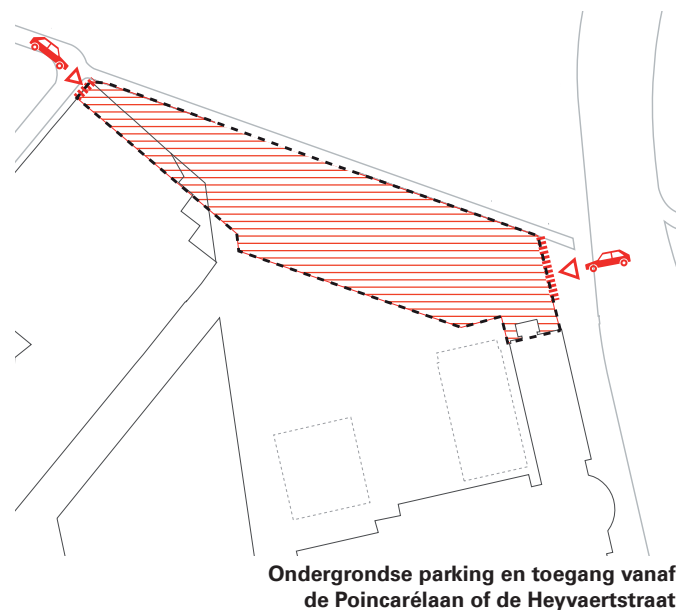 Ondergrondse parking en toegang vanaf
de Poincarélaan of de Heyvaertstraat